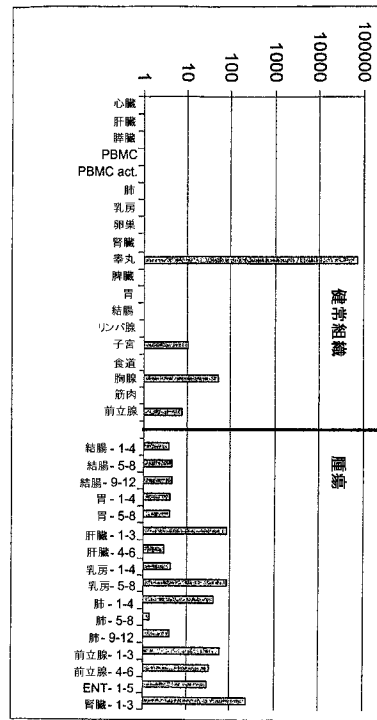 100000
10000
1000
100
10
1
心臓
肝臓
膵臓
PBMC
PBMC act.
肺
乳房
卵巣
腎臓
睾丸
脾臓
胃
結腸
リンパ腺
子宮
食道
胸腺
筋肉
前立腺
健常組織
結腸 - 1-4
結腸 - 5-8
結腸 - 9-12
胃 - 1-4
胃 - 5-8
肝臓 - 1-3
肝臓 - 4-6
乳房 - 1-4
乳房 - 5-8
肺 - 1-4
肺 - 5-8
肺 - 9-12
前立腺 - 1-3
前立腺 - 4-6
ENT - 1-5
腎臓 - 1-3
腫瘍